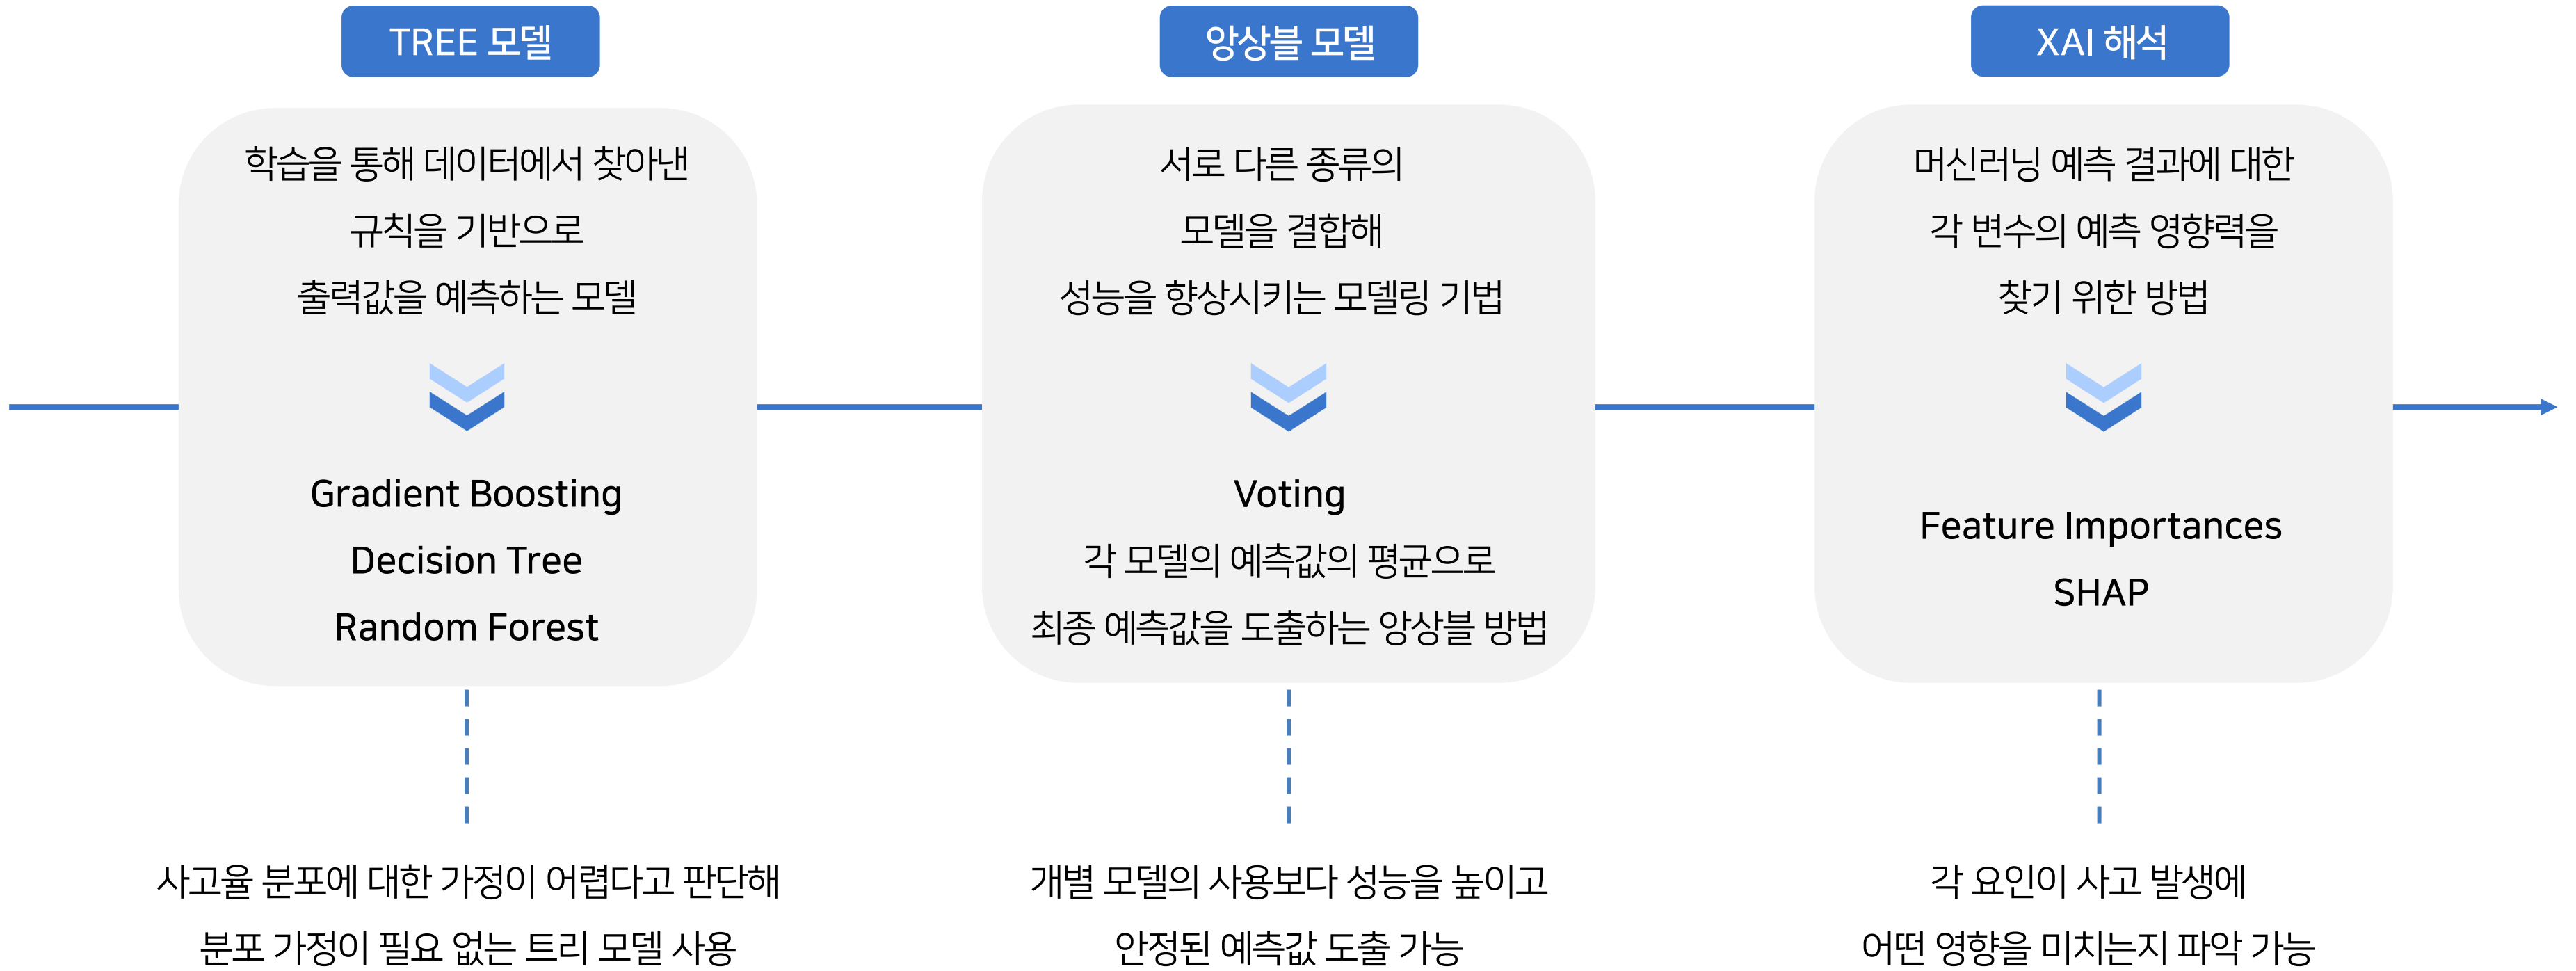 TREE 모델
학습을 통해 데이터에서 찾아낸
규칙을 기반으로
출력값을 예측하는 모델
Gradient Boosting
Decision Tree
Random Forest
사고율 분포에 대한 가정이 어렵다고 판단해
분포 가정이 필요 없는 트리 모델 사용
앙상블 모델
서로 다른 종류의
모델을 결합해
성능을 향상시키는 모델링 기법
Voting
각 모델의 예측값의 평균으로
최종 예측값을 도출하는 앙상블 방법
개별 모델의 사용보다 성능을 높이고
안정된 예측값 도출 가능
XAI 해석
머신러닝 예측 결과에 대한
각 변수의 예측 영향력을
찾기 위한 방법
Feature Importances
SHAP
각 요인이 사고 발생에
어떤 영향을 미치는지 파악 가능